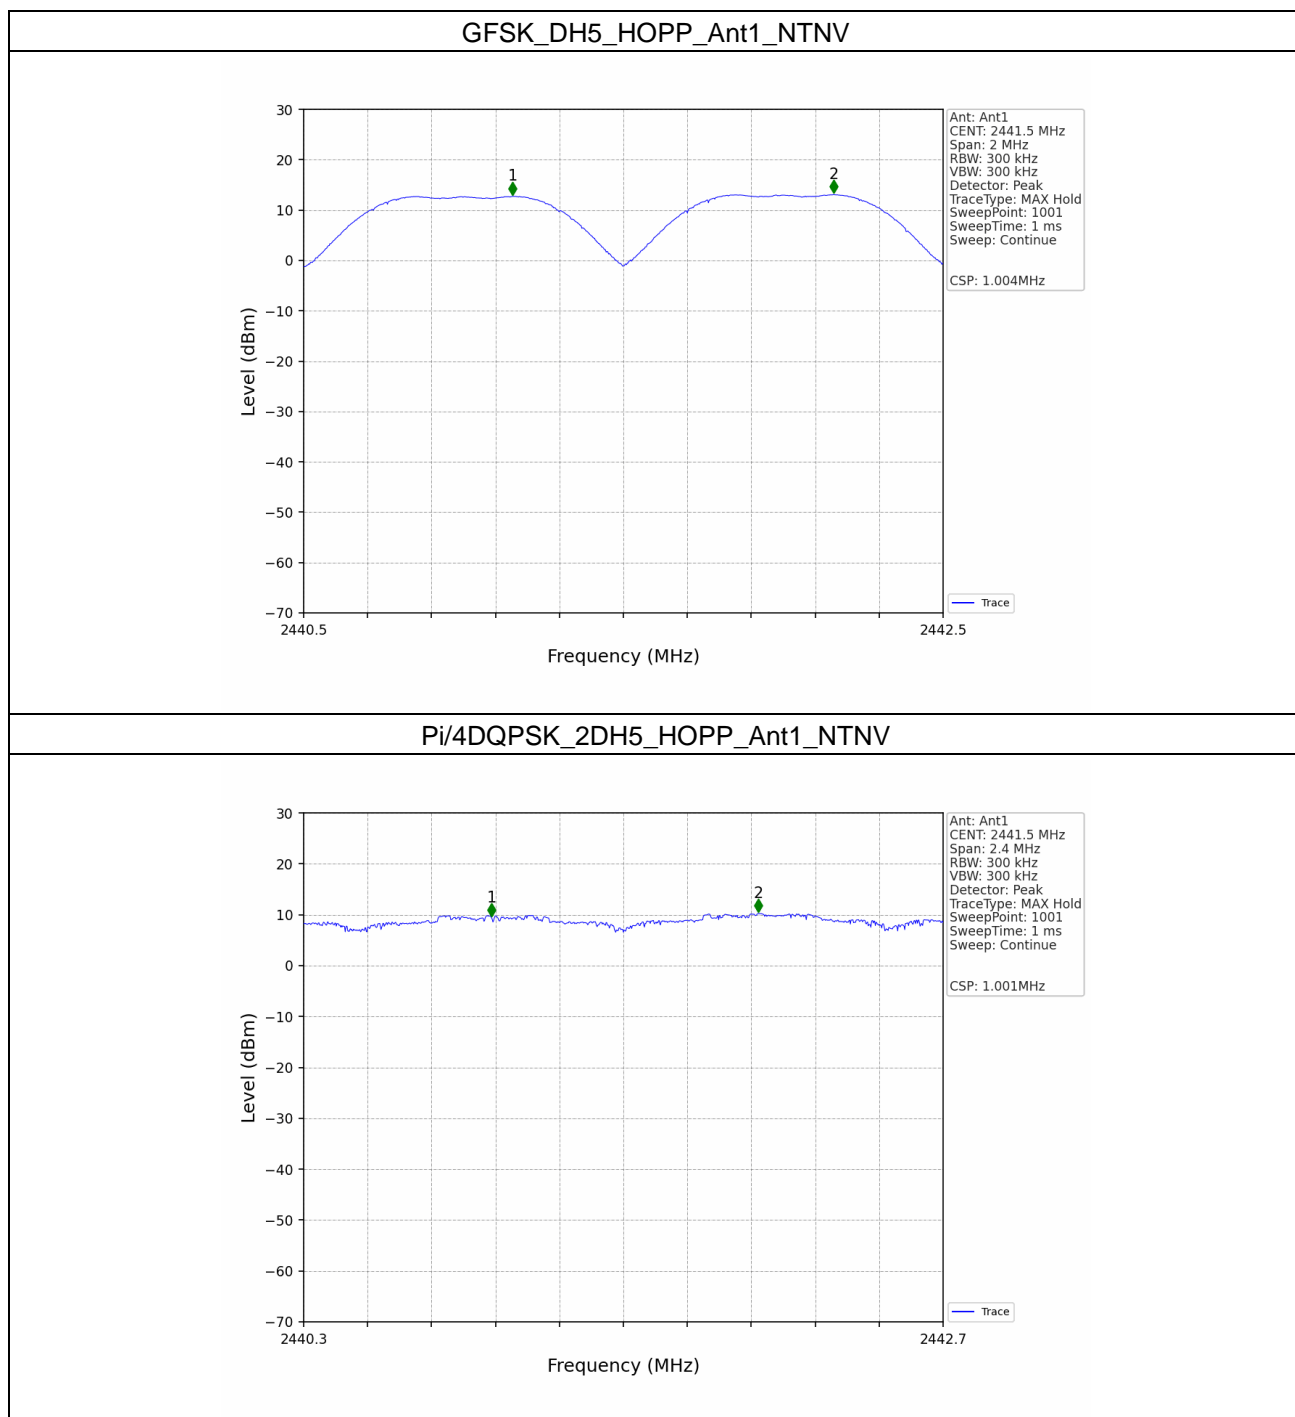 GFSK_DH5_HOPP_Ant1_NTNV
30
20
10
0
−10
−20
−30
−40
−50
−60
−70
Level (dBm)
1
2
2440.5
2442.5
Frequency (MHz)
Ant: Ant1
CENT: 2441.5 MHz
Span: 2 MHz
RBW: 300 kHz
VBW: 300 kHz
Detector: Peak
TraceType: MAX Hold
SweepPoint: 1001
SweepTime: 1 ms
Sweep: Continue
CSP: 1.004MHz
Trace
Pi/4DQPSK_2DH5_HOPP_Ant1_NTNV
30
20
10
0
−10
−20
−30
−40
−50
−60
−70
Level (dBm)
1
2
2440.3
2442.7
Frequency (MHz)
Ant: Ant1
CENT: 2441.5 MHz
Span: 2.4 MHz
RBW: 300 kHz
VBW: 300 kHz
Detector: Peak
TraceType: MAX Hold
SweepPoint: 1001
SweepTime: 1 ms
Sweep: Continue
CSP: 1.001MHz
Trace